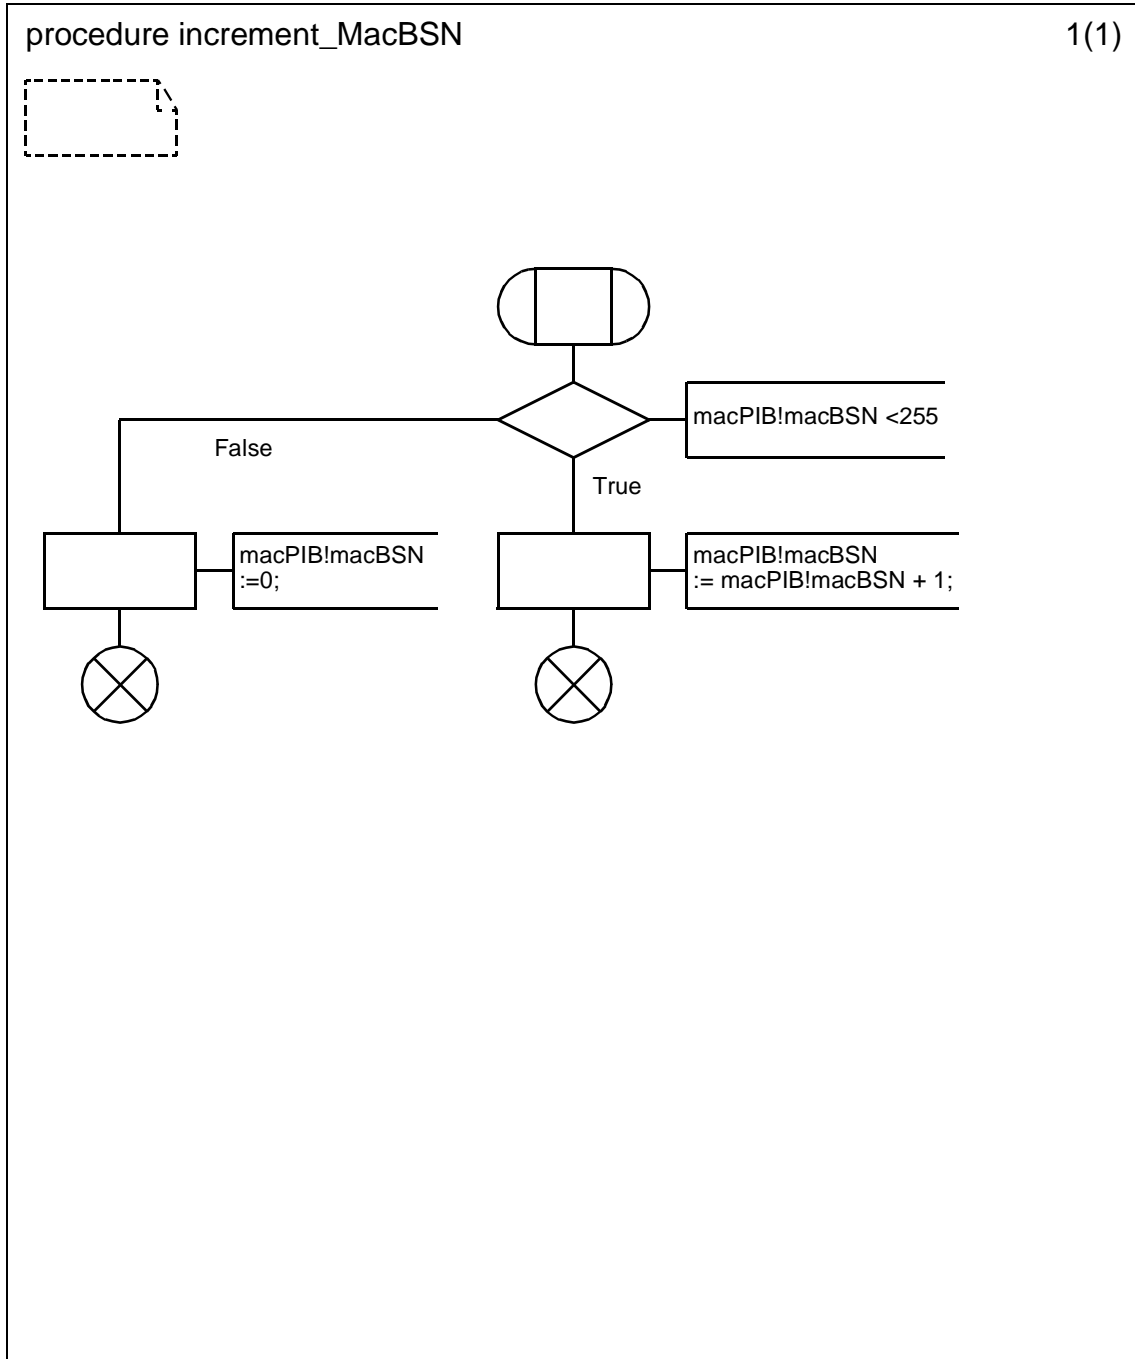 procedure increment_MacBSN
1(1)
macPIB!macBSN <255
False
True
macPIB!macBSN
:=0;
macPIB!macBSN
:= macPIB!macBSN + 1;